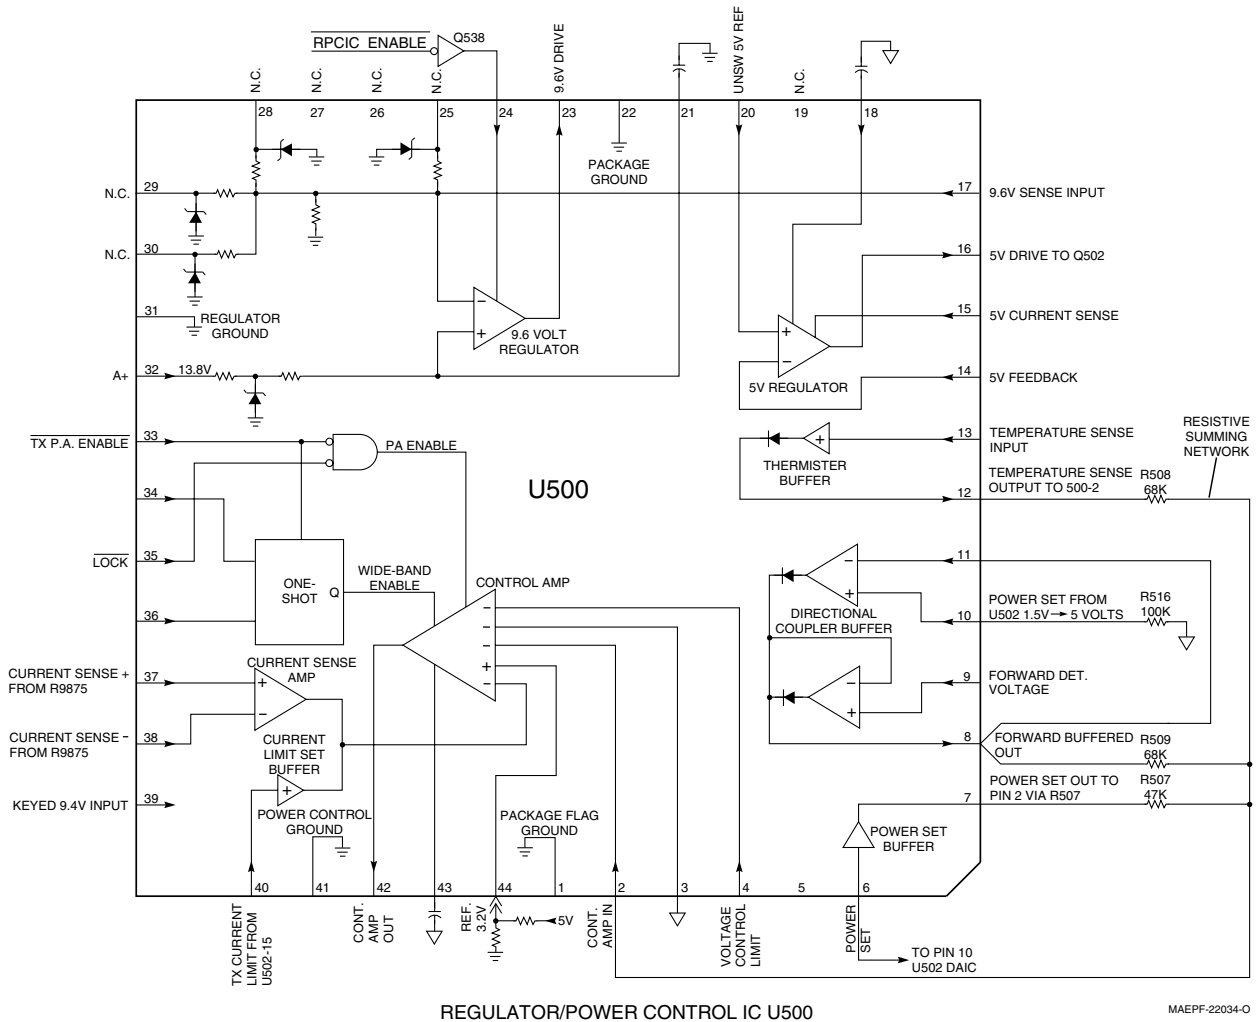 RPCIC ENABLE
Q538
9.6V DRIVE
UNSW 5V REF
N.C.
N.C.
N.C.
N.C.
N.C.
28
27
26
25
24
23
22
21
20
19
18
PACKAGE
GROUND
N.C.
29
17
9.6V SENSE INPUT
N.C.
30
16
5V DRIVE TO Q502
31
REGULATOR
GROUND
15
5V CURRENT SENSE
−
+
9.6 VOLT
REGULATOR
+
−
5V REGULATOR
A+
32
13.8V
14
5V FEEDBACK
TX P.A. ENABLE
33
PA ENABLE
13
TEMPERATURE SENSE
INPUT
+
THERMISTER
BUFFER
RESISTIVE
SUMMING
NETWORK
34
U500
12
TEMPERATURE SENSE
OUTPUT TO 500-2
R508
68K
LOCK
35
11
ONE-
SHOT
Q
WIDE-BAND
ENABLE
CONTROL AMP
−
−
−
+
−
−
+
DIRECTIONAL
COUPLER BUFFER
36
10
POWER SET FROM
U502 1.5V → 5 VOLTS
R516
100K
CURRENT SENSE +
FROM R9875
37
CURRENT SENSE
AMP
+
−
−
+
9
FORWARD DET.
VOLTAGE
CURRENT SENSE −
FROM R9875
38
CURRENT
LIMIT SET
BUFFER
+
8
FORWARD BUFFERED
OUT
R509
68K
KEYED 9.4V INPUT
39
POWER CONTROL
GROUND
PACKAGE FLAG
GROUND
7
POWER SET OUT TO
PIN 2 VIA R507
R507
47K
POWER SET
BUFFER
40
41
42
43
44
1
2
3
4
5
6
TX CURRENT
LIMIT FROM
U502-15
CONT.
AMP
OUT
REF.
3.2V
5V
CONT.
AMP IN
VOLTAGE
CONTROL
LIMIT
POWER
SET
TO PIN 10
U502 DAIC
REGULATOR/POWER CONTROL IC U500
MAEPF-22034-O